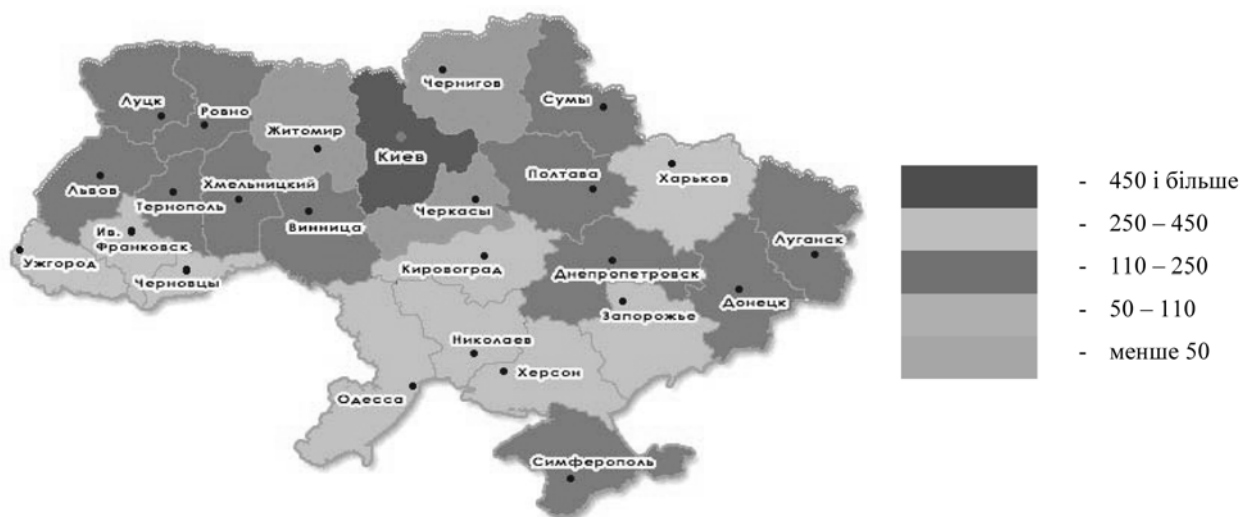 Чернигов
Луцк
Ровно
Сумы
Житомир
Киев
Харьков
Львов
Тернополь
Хмельницкий
Полтава
Черкасы
Винница
Луганск
Ив.
Франковск
Ужгород
Черновцы
Кировоград
Днепропетровск
Донецк
Запорожье
Николаев
Херсон
Одесса
Симферополь
- 450 і більше
- 250 – 450
- 110 – 250
- 50 – 110
- менше 50